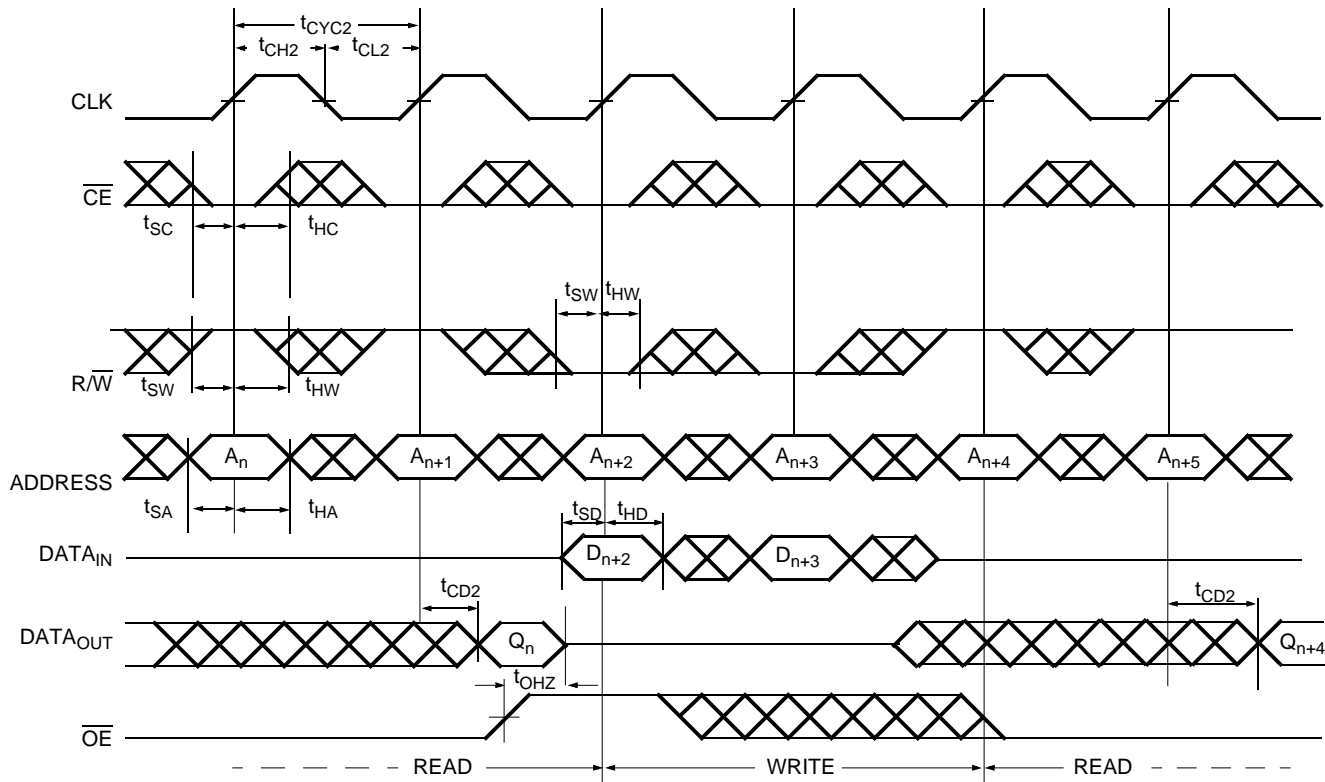 tCYC2
tCH2 tCL2
CLK
CE
tSC tHC
tSW tHW
R/W
tSW tHW
An An+1 An+2 An+3 An+4 An+5
ADDRESS
tSA tHA
tSD tHD
DATAIN
Dn+2 Dn+3
tCD2 tCD2
DATAOUT
Qn Qn+4
tOHZ
OE
READ WRITE READ